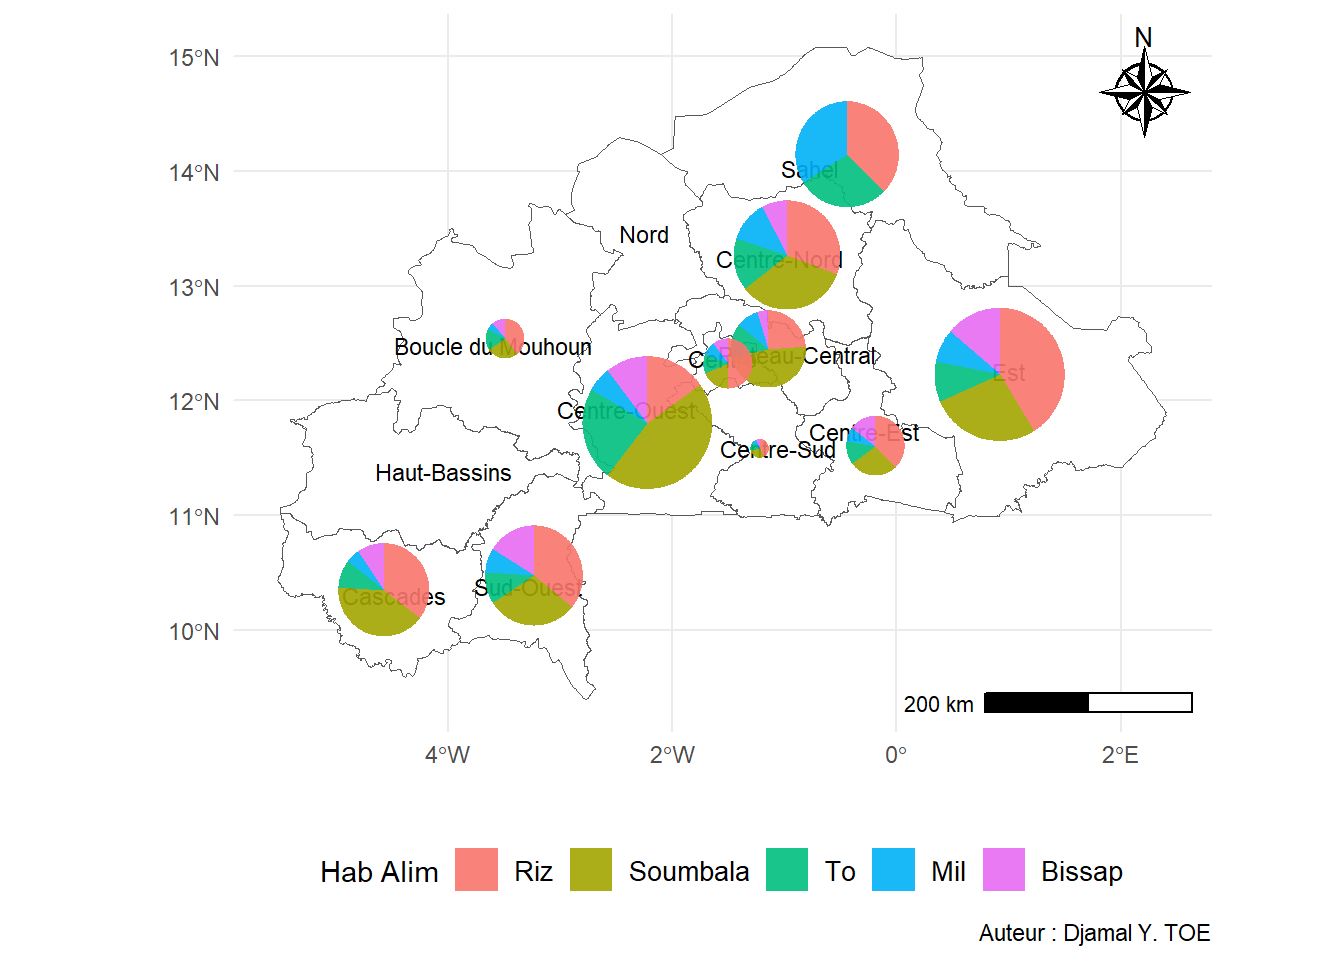 N
15°N
14°N
13°N
12°N
11°N
10°N
Sahel
Nord
Centre-Nord
Boucle du Mouhoun
Plateau-Central
Est
Centre-Ouest
Centre-Est
Centre-Sud
Haut-Bassins
Sud-Ouest
Cascades
200 km
4°W 2°W 0° 2°E
Hab Alim Riz Soumbala To Mil Bissap
Auteur : Djamal Y. TOE